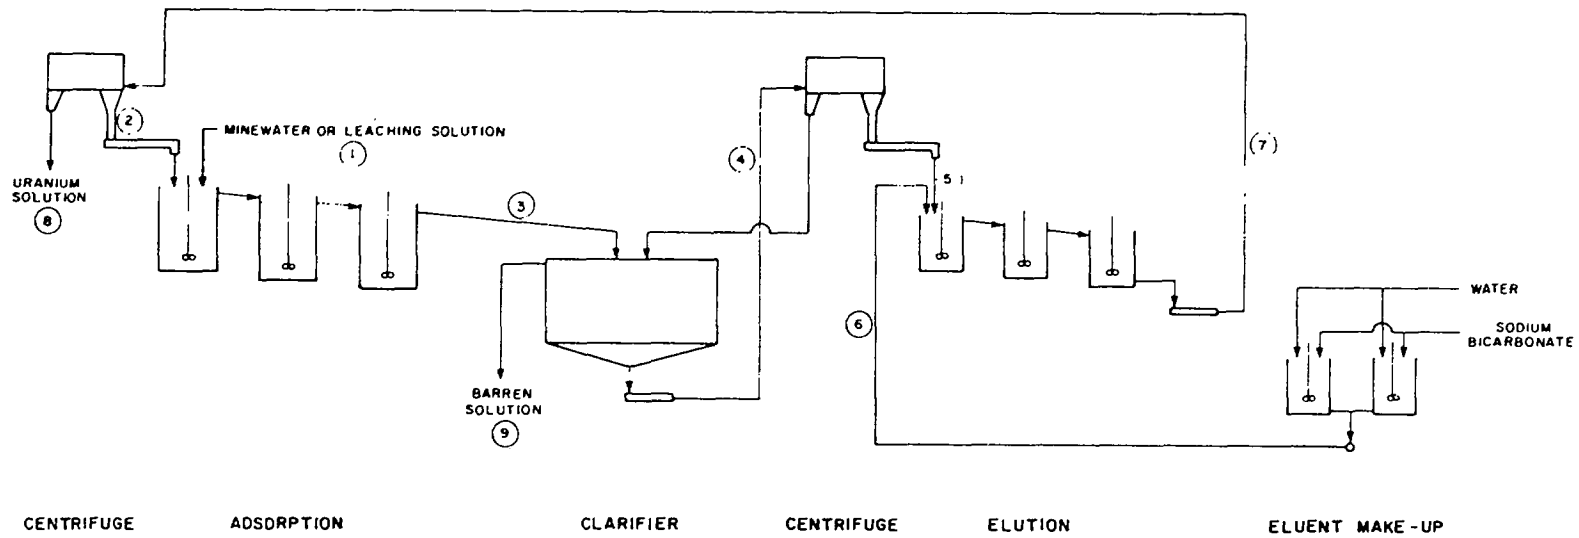 (2)
MINEWATER OR LEACHING SOLUTION
(1)
URANIUM
SOLUTION
(8)
(3)
(4)
5)
(7)
(6)
WATER
SODIUM
BICARBONATE
BARREN
SOLUTION
(9)
CENTRIFUGE
ADSDRPTION
CLARIFIER
CENTRIFUGE
ELUTION
ELUENT MAKE-UP